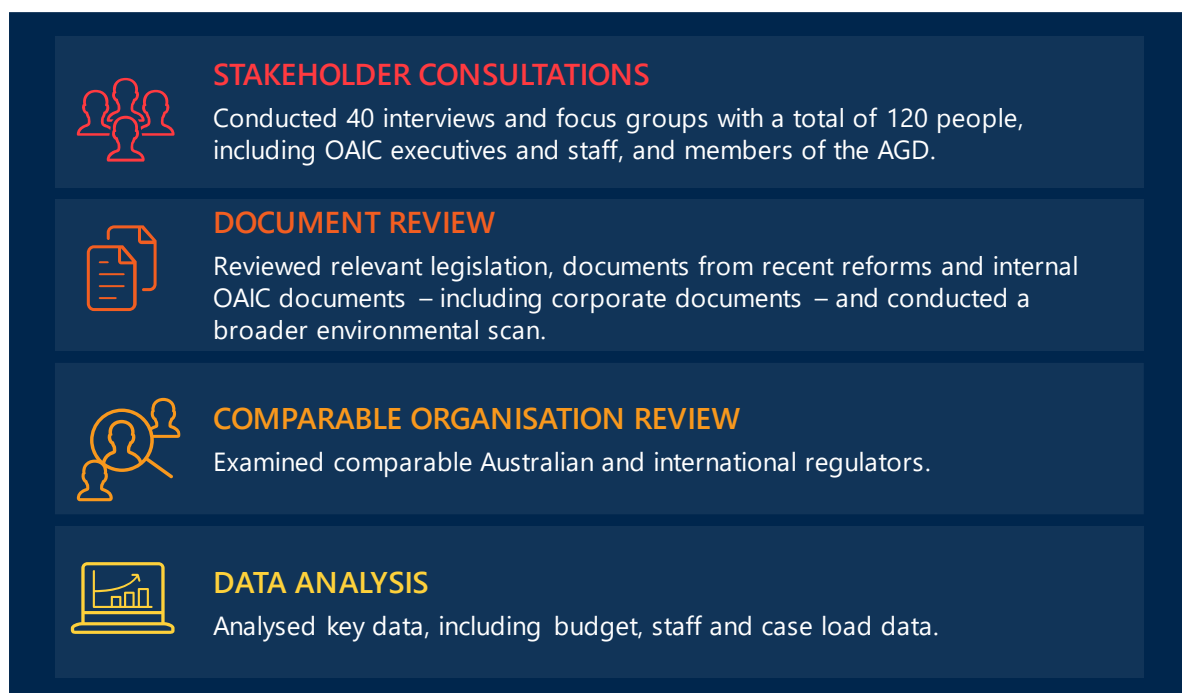 STAKEHOLDER CONSULTATIONS
Conducted 40 interviews and focus groups with a total of 120 people,
including OAIC executives and staff, and members of the AGD.
DOCUMENT REVIEW
Reviewed relevant legislation, documents from recent reforms and internal
OAIC documents – including corporate documents – and conducted a
broader environmental scan.
COMPARABLE ORGANISATION REVIEW
Examined comparable Australian and international regulators.
DATA ANALYSIS
Analysed key data, including budget, staff and case load data.